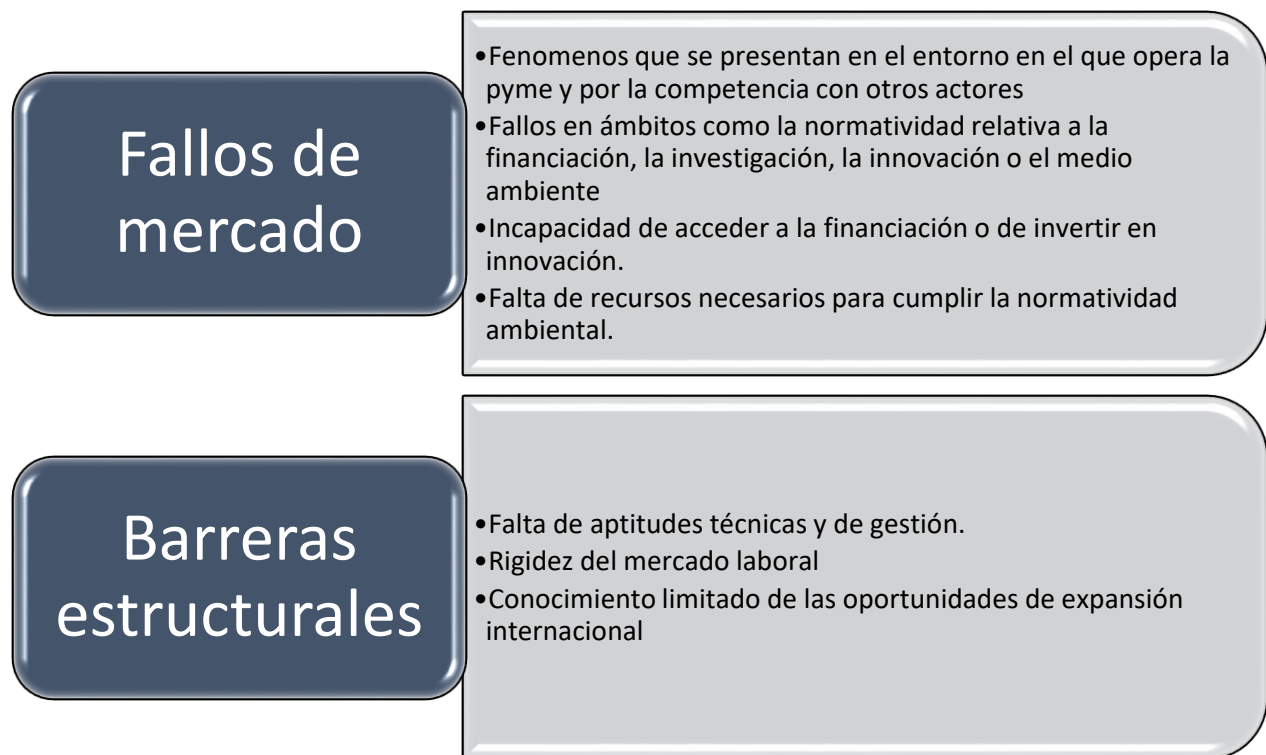 Fallos de
mercado
•Fenomenos que se presentan en el entorno en el que opera la
pyme y por la competencia con otros actores
•Fallos en ámbitos como la normatividad relativa a la
financiación, la investigación, la innovación o el medio
ambiente
•Incapacidad de acceder a la financiación o de invertir en
innovación.
•Falta de recursos necesarios para cumplir la normatividad
ambiental.
Barreras
estructurales
•Falta de aptitudes técnicas y de gestión.
•Rigidez del mercado laboral
•Conocimiento limitado de las oportunidades de expansión
internacional